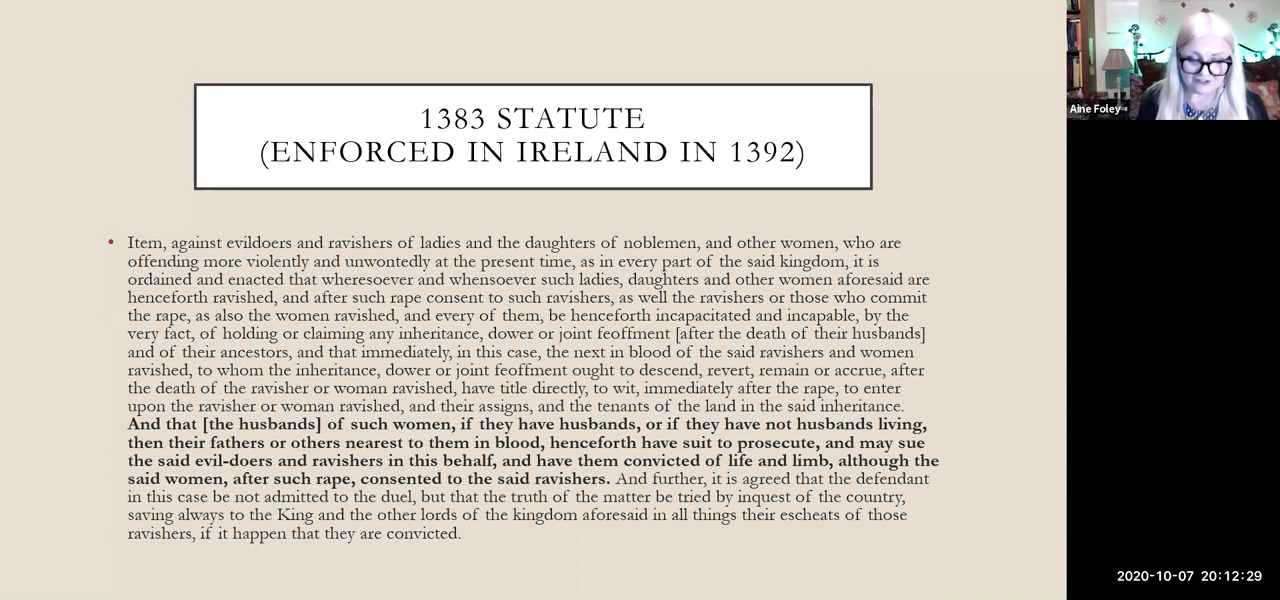 1383 STATUTE
(ENFORCED IN IRELAND IN 1392)
• Item, against evildoers and ravishers of ladies and the daughters of noblemen, and other women, who are
offending more violently and unwontedly at the present time, as in every part of the said kingdom, it is
ordained and enacted that wheresoever and whensoever such ladies, daughters and other women aforesaid are
henceforth ravished, and after such rape consent to such ravishers, as well the ravishers or those who commit
the rape, as also the women ravished, and every of them, be henceforth incapacitated and incapable, by the
very fact, of holding or claiming any inheritance, dower or joint feoffment [after the death of their husbands]
and of their ancestors, and that immediately, in this case, the next in blood of the said ravishers and women
ravished, to whom the inheritance, dower or joint feoffment ought to descend, revert, remain or accrue, after
the death of the ravisher or woman ravished, have title directly, to wit, immediately after the rape, to enter
upon the ravisher or woman ravished, and their assigns, and the tenants of the land in the said inheritance.
And that [the husbands] of such women, if they have husbands, or if they have not husbands living,
then their fathers or others nearest to them in blood, henceforth have suit to prosecute, and may sue
the said evil-doers and ravishers in this behalf, and have them convicted of life and limb, although the
said women, after such rape, consented to the said ravishers. And further, it is agreed that the defendant
in this case be not admitted to the duel, but that the truth of the matter be tried by inquest of the country,
saving always to the King and the other lords of the kingdom aforesaid in all things their escheats of those
ravishers, if it happen that they are convicted.
Aine Foley
2020-10-07 20:12:29